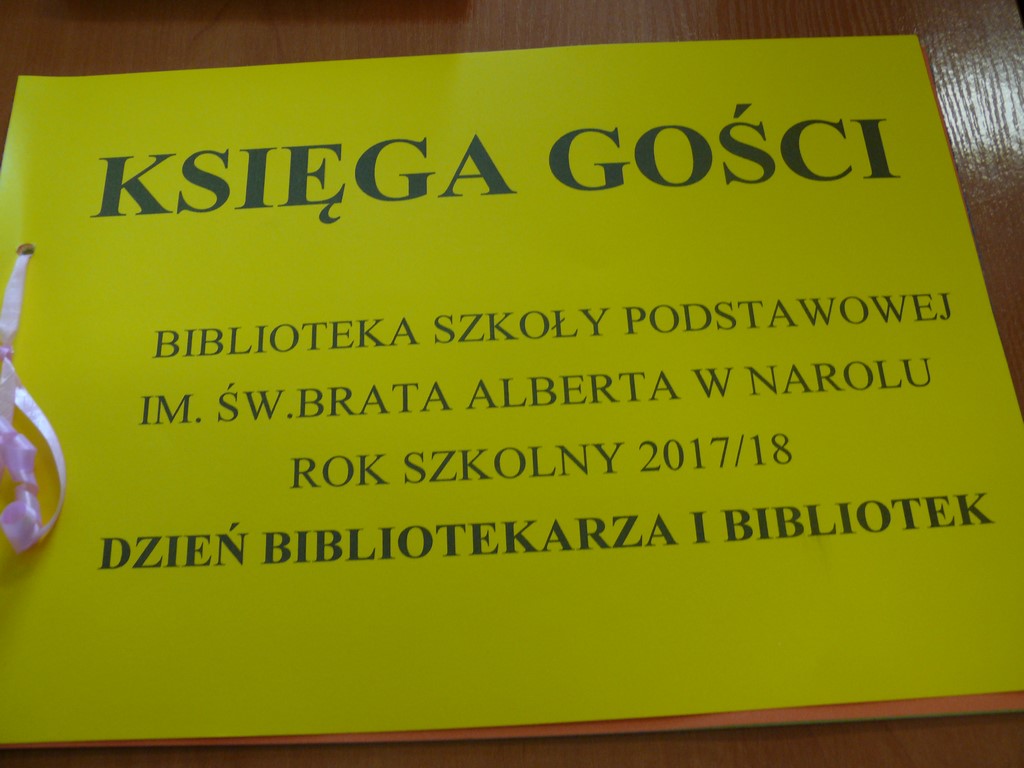 KSIĘGA GOŚCI
BIBLIOTEKA SZKOŁY PODSTAWOWEJ
IM. ŚW.BRATA ALBERTA W NAROLU
ROK SZKOLNY 2017/18
DZIEŃ BIBLIOTEKARZA I BIBLIOTEK